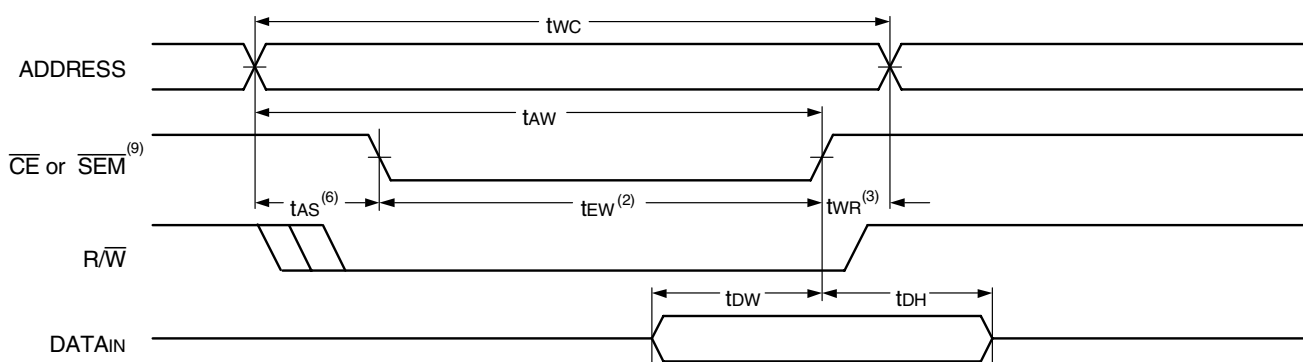 tWC
ADDRESS
tAW
CE or SEM(9)
tAS(6) tEW(2) tWR(3)
R/W
tDW tDH
DATAIN